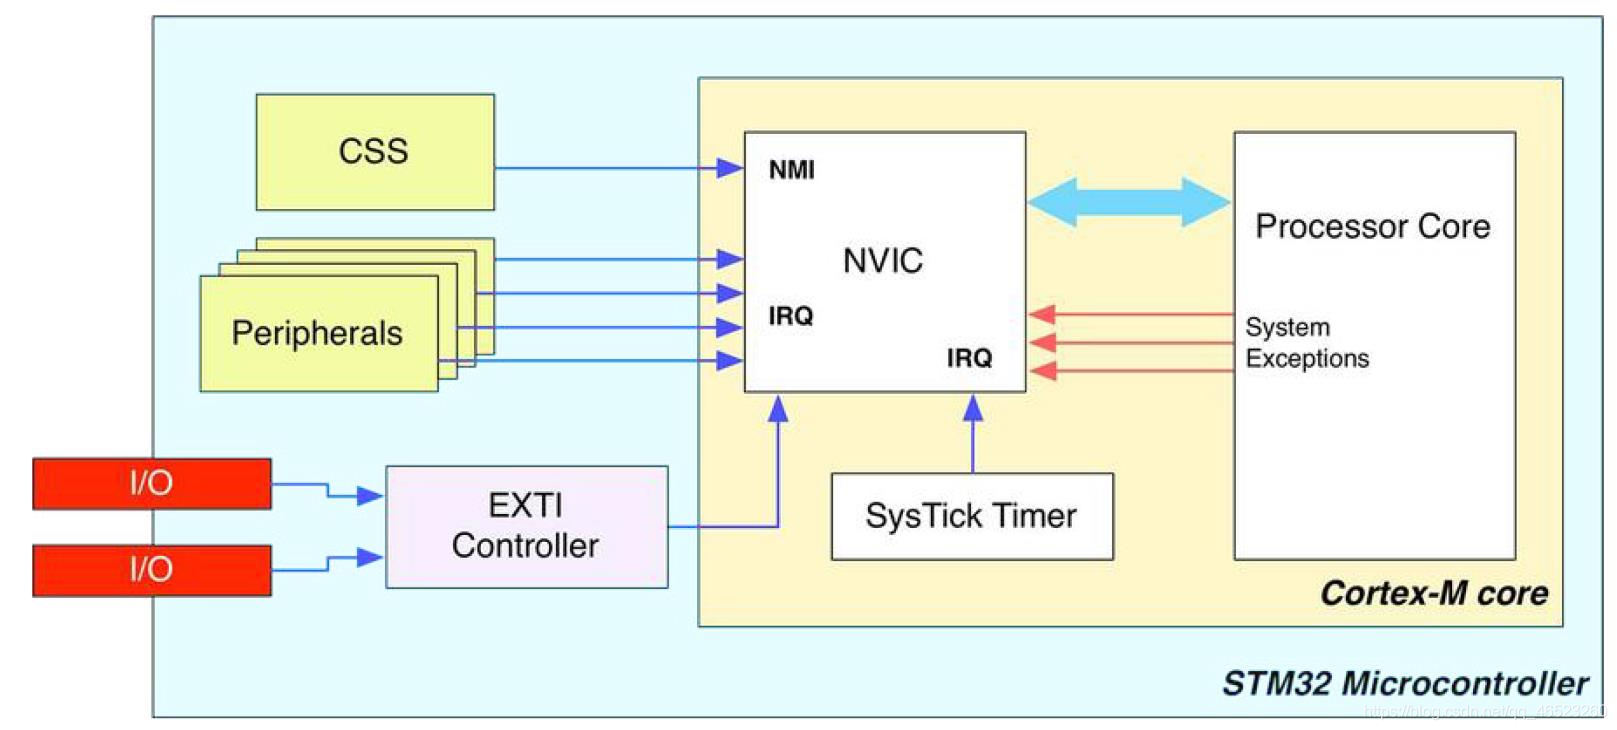 CSS
NMI
Processor Core
NVIC
IRQ
Peripherals
System
Exceptions
IRQ
I/O
EXTI
Controller
SysTick Timer
I/O
Cortex-M core
STM32 Microcontroller